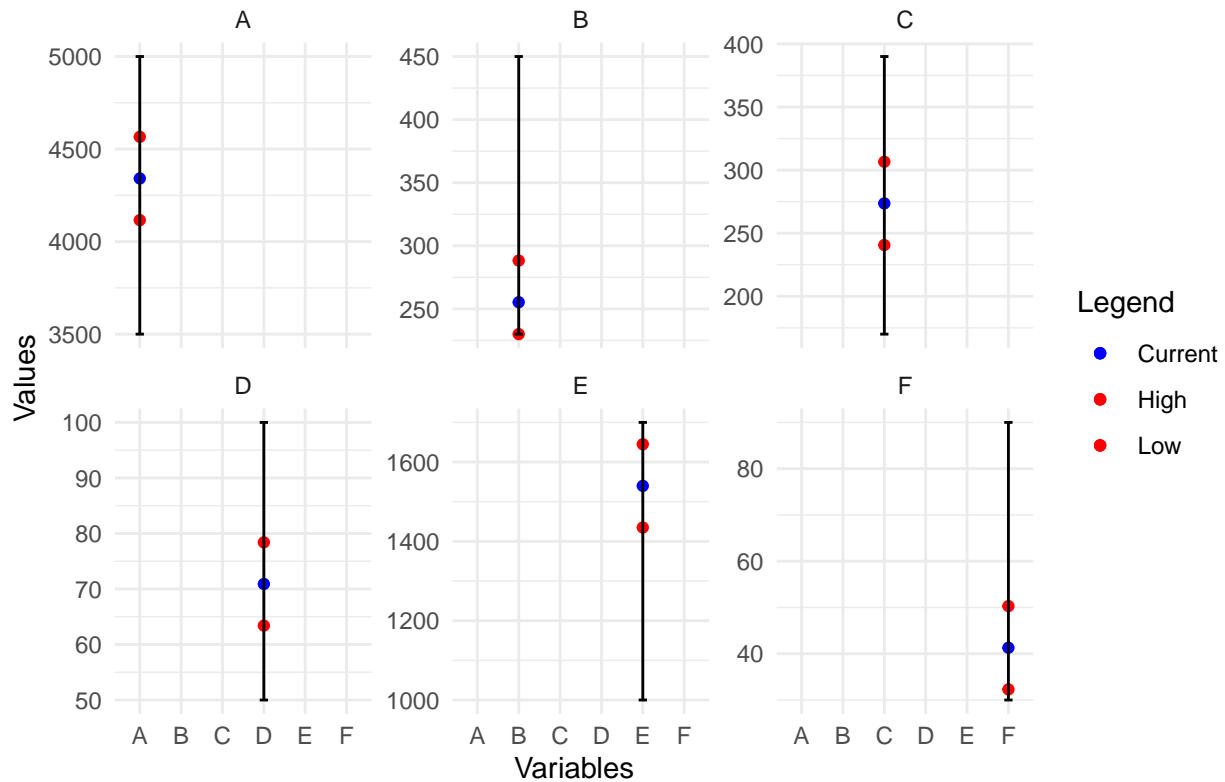 A
B
C
5000
4500
4000
3500
450
400
350
300
250
400
350
300
250
200
Values
Legend
Current
High
Low
D
E
F
100
90
80
70
60
50
1600
1400
1200
1000
80
60
40
A B C D E F
A B C D E F
A B C D E F
Variables